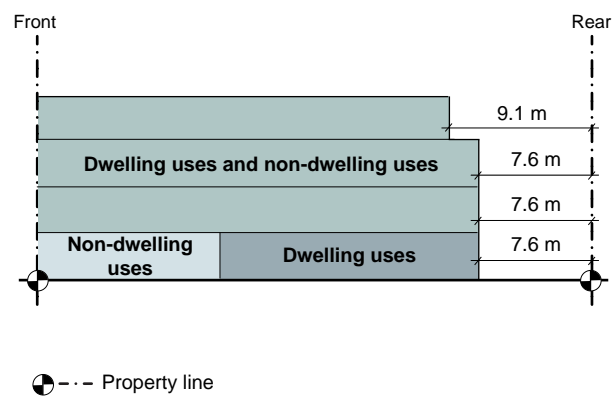 Front
Rear
9.1 m
Dwelling uses and non-dwelling uses
7.6 m
7.6 m
Non-dwelling
uses
Dwelling uses
7.6 m
Property line